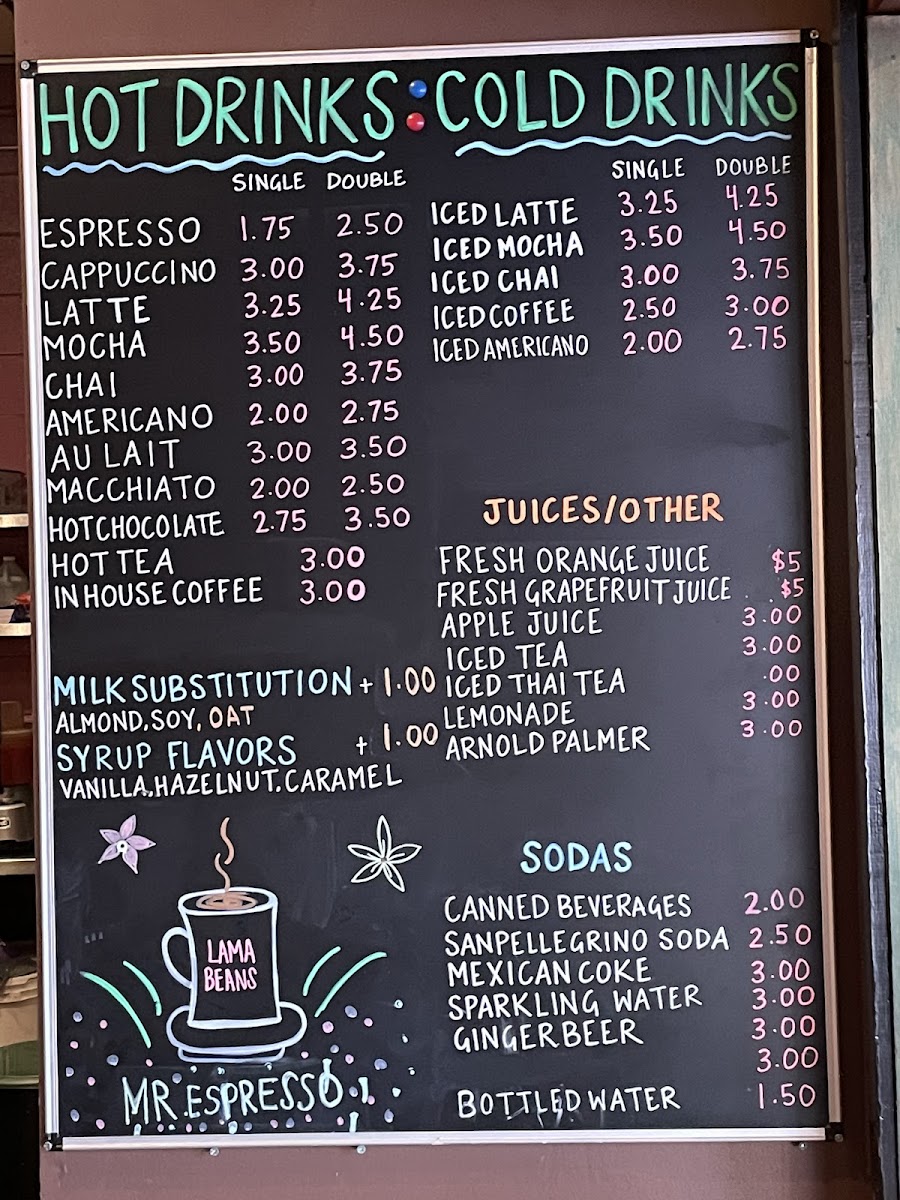 HOT DRINKS : COLD DRINKS
SINGLE DOUBLE
ESPRESSO 1.75 2.50
CAPPUCCINO 3.00 3.75
LATTE 3.25 4.25
MOCHA 3.50 4.50
CHAI 3.00 3.75
AMERICANO 2.00 2.75
AU LAIT 3.00 3.50
MACCHIATO 2.00 2.50
HOT CHOCOLATE 2.75 3.50
HOT TEA 3.00
IN HOUSE COFFEE 3.00
MILK SUBSTITUTION + 1.00
ALMOND, SOY, OAT
SYRUP FLAVORS + 1.00
VANILLA, HAZELNUT. CARAMEL
LAMA
BEANS
MR. ESPRESSO
SINGLE DOUBLE
ICED LATTE 3.25 4.25
ICED MOCHA 3.50 4.50
ICED CHAI 3.00 3.75
ICED COFFEE 2.50 3.00
ICED AMERICANO 2.00 2.75
JUICES/OTHER
FRESH ORANGE JUICE $5
FRESH GRAPEFRUIT JUICE . $5
APPLE JUICE 3.00
ICED TEA 3.00
ICED THAI TEA .00
LEMONADE 3.00
ARNOLD PALMER 3.00
SODAS
CANNED BEVERAGES 2.00
SANPELLEGRINO SODA 2.50
MEXICAN COKE 3.00
SPARKLING WATER 3.00
GINGER BEER 3.00
3.00
BOTTLED WATER 1.50